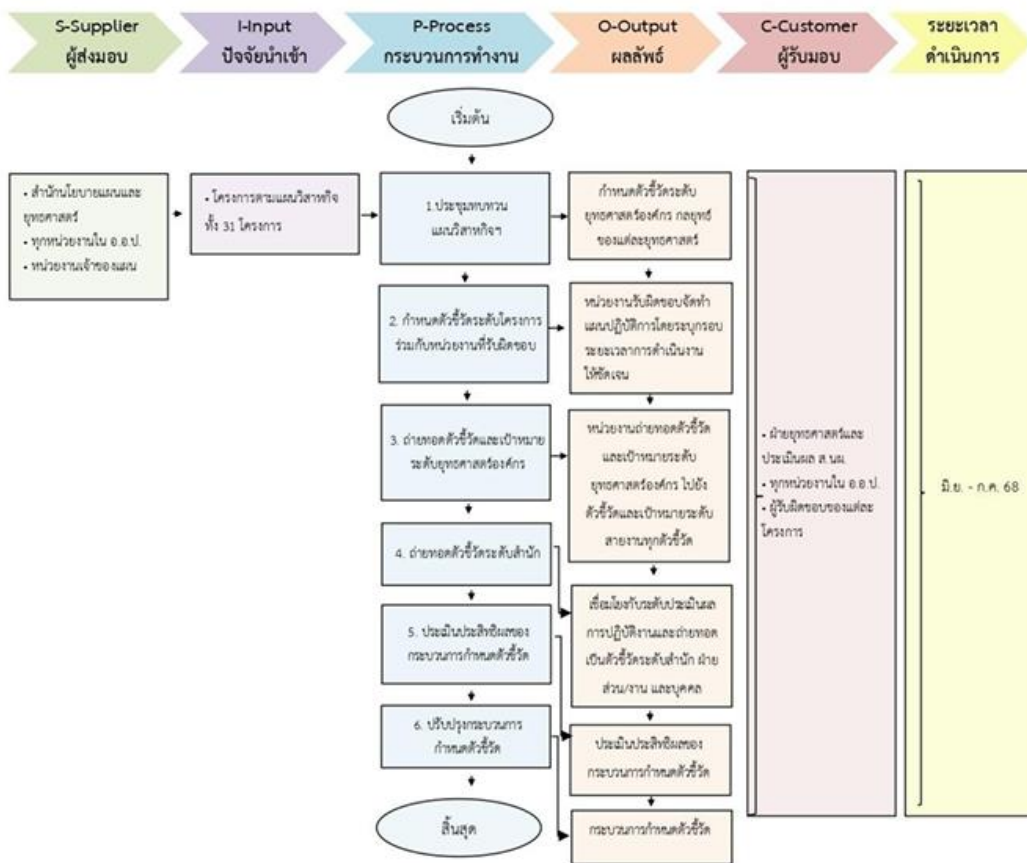 S-Supplier
ผู้ส่งมอบ
I-Input
ปัจจัยนำเข้า
P-Process
กระบวนการทำงาน
O-Output
ผลลัพธ์
C-Customer
ผู้รับมอบ
ระยะเวลา
ดำเนินการ
เริ่มต้น
• สำนักนโยบายแผนและ
ยุทธศาสตร์
• ทุกหน่วยงานใน อ.อ.ป.
• หน่วยงานเจ้าของแผน
• โครงการตามแผนวิสาหกิจ
ทั้ง 31 โครงการ
1.ประชุมทบทวน
แผนวิสาหกิจฯ
กำหนดตัวชี้วัดระดับ
ยุทธศาสตร์องค์กร กลยุทธ์
ของแต่ละยุทธศาสตร์
2. กำหนดตัวชี้วัดระดับโครงการ
ร่วมกับหน่วยงานที่รับผิดชอบ
หน่วยงานรับผิดชอบจัดทำ
แผนปฏิบัติการโดยระบุกรอบ
ระยะเวลาการดำเนินงาน
ให้ชัดเจน
3. ถ่ายทอดตัวชี้วัดและเป้าหมาย
ระดับยุทธศาสตร์องค์กร
หน่วยงานถ่ายทอดตัวชี้วัด
และเป้าหมายระดับ
ยุทธศาสตร์องค์กร ไปยัง
ตัวชี้วัดและเป้าหมายระดับ
สายงานทุกตัวชี้วัด
4. ถ่ายทอดตัวชี้วัดระดับสำนัก
เชื่อมโยงกับระดับประเมินผล
การปฏิบัติงานและถ่ายทอด
เป็นตัวชี้วัดระดับสำนัก ฝ่าย
ส่วน/งาน และบุคคล
5. ประเมินประสิทธิผลของ
กระบวนการกำหนดตัวชี้วัด
ประเมินประสิทธิผลของ
กระบวนการกำหนดตัวชี้วัด
6. ปรับปรุงกระบวนการ
กำหนดตัวชี้วัด
กระบวนการกำหนดตัวชี้วัด
สิ้นสุด
• ฝ่ายยุทธศาสตร์และ
ประเมินผล ส.นผ.
• ทุกหน่วยงานใน อ.อ.ป.
• ผู้รับผิดชอบของแต่ละ
โครงการ
มิ.ย. - ก.ค. 68